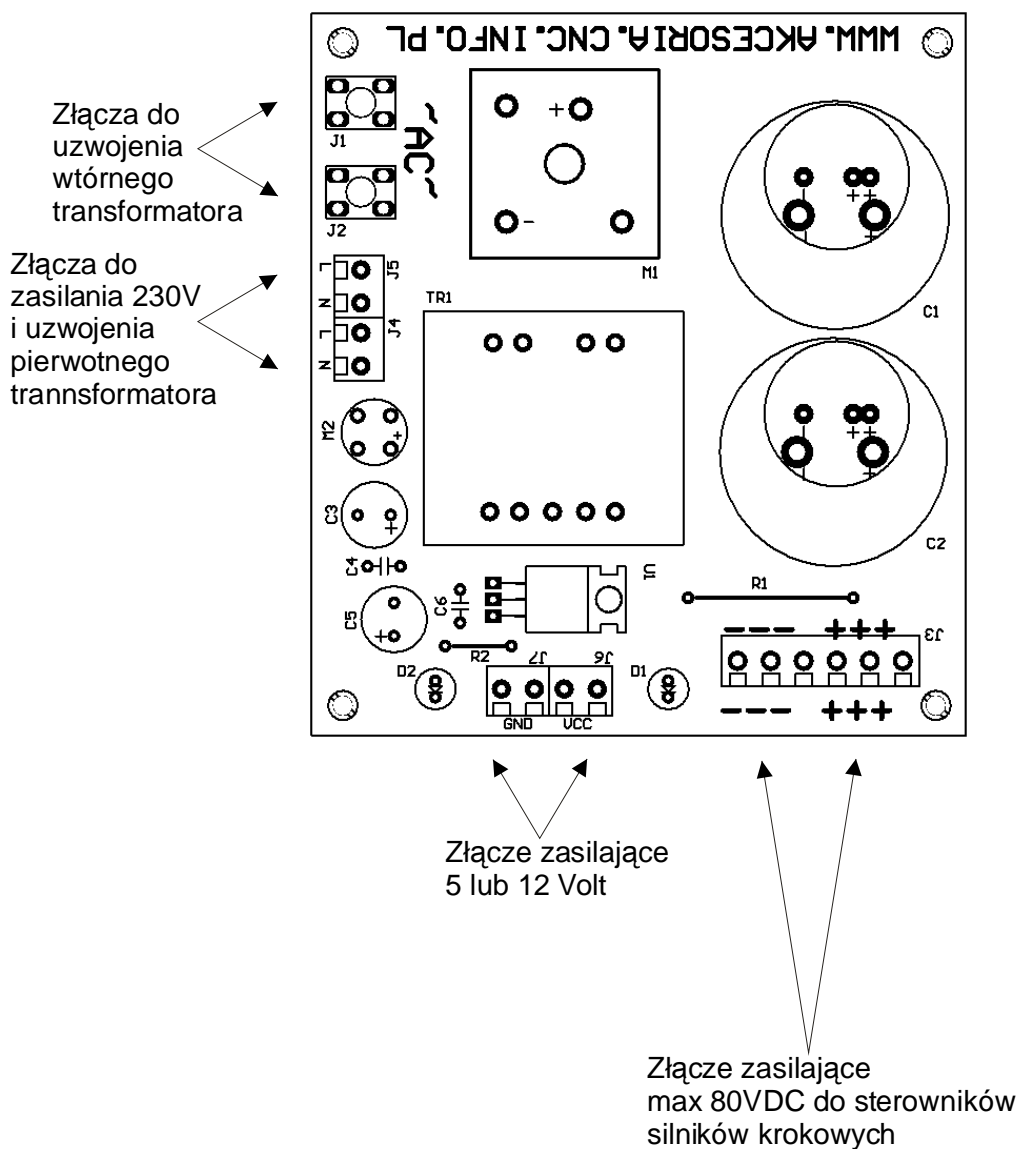 WWW.AKCESORIA.CNC.INFO.PL
Złącza do
uzwojenia
wtórnego
transformatora
J1
~AC~
J2
+
-
M1
Złącza do
zasilania 230V
i uzwojenia
pierwotnego
trannsformatora
L
N
J5
L
N
J4
TR1
C1
M2
+
C3
+
C4
C5
+
C6
U1
R2
D2
J7
J6
D1
GND
VCC
C2
R1
--- +++
J3
--- +++
Złącze zasilające
5 lub 12 Volt
Złącze zasilające
max 80VDC do sterowników
silników krokowych